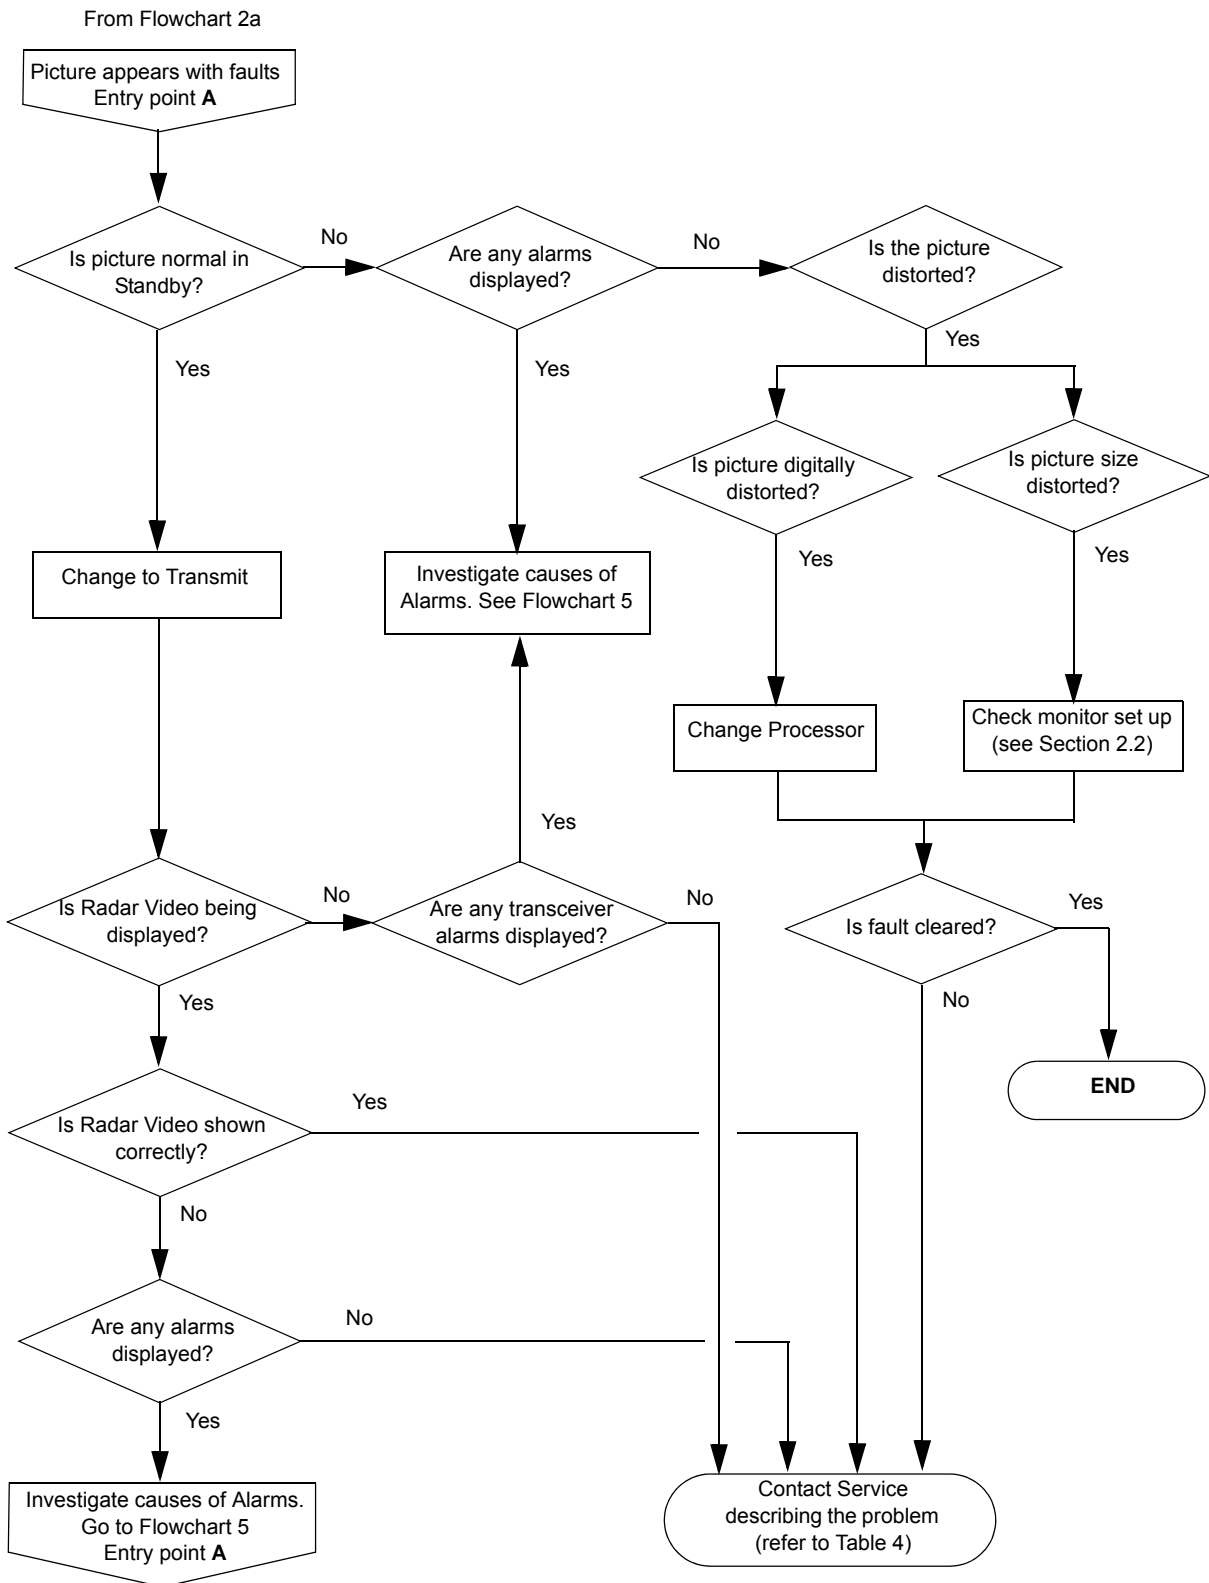 From Flowchart 2a
Picture appears with faults
Entry point A
Is picture normal in
Standby?
No
Are any alarms
displayed?
No
Is the picture
distorted?
Yes
Yes
Yes
Is picture digitally
distorted?
Is picture size
distorted?
Yes
Yes
Change to Transmit
Investigate causes of
Alarms. See Flowchart 5
Change Processor
Check monitor set up
(see Section 2.2)
Yes
Is Radar Video being
displayed?
No
Are any transceiver
alarms displayed?
No
Is fault cleared?
Yes
Yes
No
END
Is Radar Video shown
correctly?
Yes
No
Are any alarms
displayed?
No
Yes
Investigate causes of Alarms.
Go to Flowchart 5
Entry point A
Contact Service
describing the problem
(refer to Table 4)